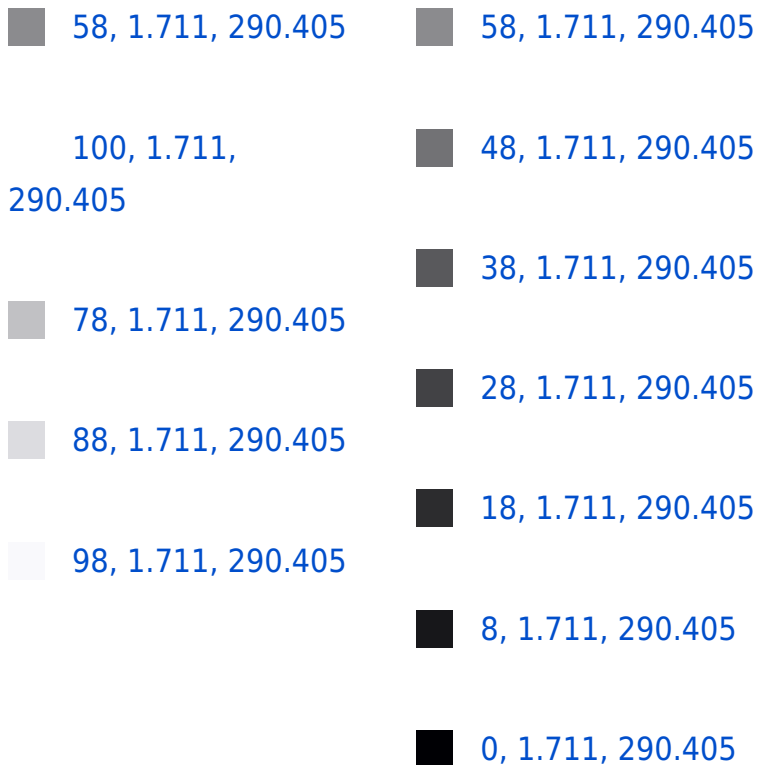 58, 1.711, 290.405
100, 1.711,
290.405
78, 1.711, 290.405
88, 1.711, 290.405
98, 1.711, 290.405
58, 1.711, 290.405
48, 1.711, 290.405
38, 1.711, 290.405
28, 1.711, 290.405
18, 1.711, 290.405
8, 1.711, 290.405
0, 1.711, 290.405